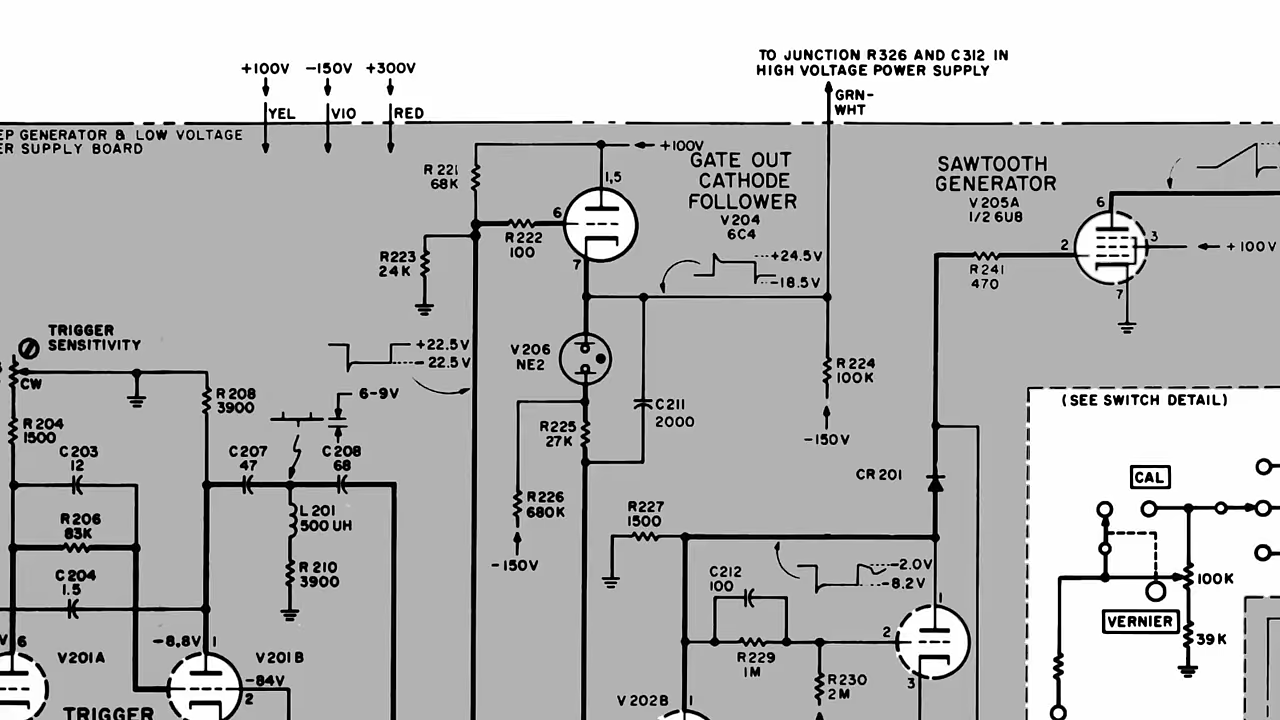 TO JUNCTION R326 AND C312 IN
HIGH VOLTAGE POWER SUPPLY
+100V
-150V
+300V
GRN-
WHT
YEL
VIO
RED
EP GENERATOR & LOW VOLTAGE
ER SUPPLY BOARD
+100V
GATE OUT
CATHODE
FOLLOWER
V204
6C4
SAWTOOTH
GENERATOR
V205A
1/2 6U8
R221
68K
1,5
6
R222
100
7
R223
24K
+24.5V
-18.5V
6
2
3
+100V
R241
470
7
TRIGGER
SENSITIVITY
CW
+22.5V
-22.5V
6-9V
V206
NE2
R224
100K
-150V
(SEE SWITCH DETAIL)
R208
3900
R204
1500
C203
12
C207
47
C208
68
R225
27K
C211
2000
CR201
CAL
R206
83K
L201
500UH
R226
680K
-150V
R227
1500
C204
1.5
R210
3900
C212
100
-2.0V
-8.2V
100K
VERNIER
39K
V
6
-8.8V
1
V201A
V201B
-84V
2
TRIGGER
R229
1M
R230
2M
2
1
3
V202B
1